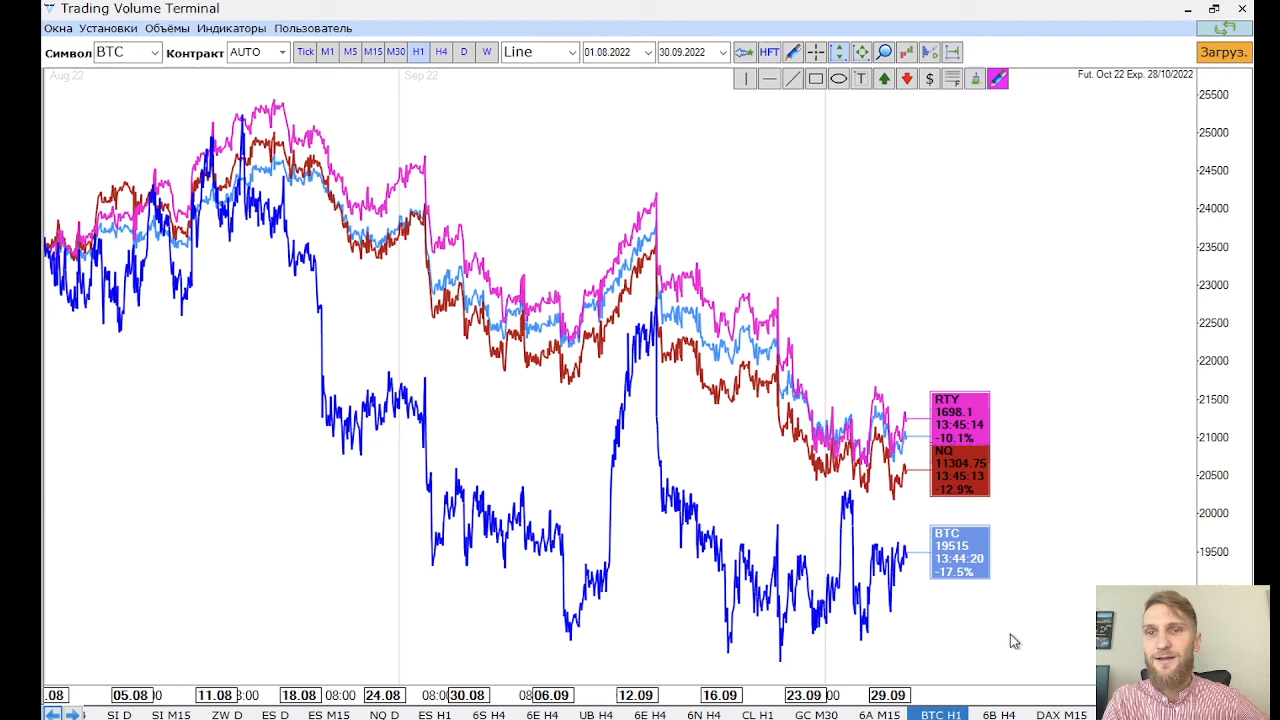 Trading Volume Terminal
Окна Установки Объёмы Индикаторы Пользователь
Символ BTC Контракт AUTO Tick M1 M5 M15 M30 H1 H4 D W Line 01.08.2022 30.09.2022 HFT Загруз.
T $ F
Aug 22 Sep 22 Fut. Oct 22 Exp. 28/10/2022
25500
25000
24500
24000
23500
23000
22500
22000
21500
21000
20500
20000
19500
RTY
1698.1
13:45:14
-10.1%
NQ
11304.75
13:45:13
-12.9%
BTC
19515
13:44:20
-17.5%
.08 05.08 11.08 18.08 08:00 24.08 30.08 06.09 12.09 16.09 23.09 29.09
SI D SI M15 ZW ES D ES M15 NQ D ES H1 6S H4 6E H4 UB H4 6E H4 6N H4 CL H1 GC M30 6A M15 BTC H1 6B H4 DAX M15